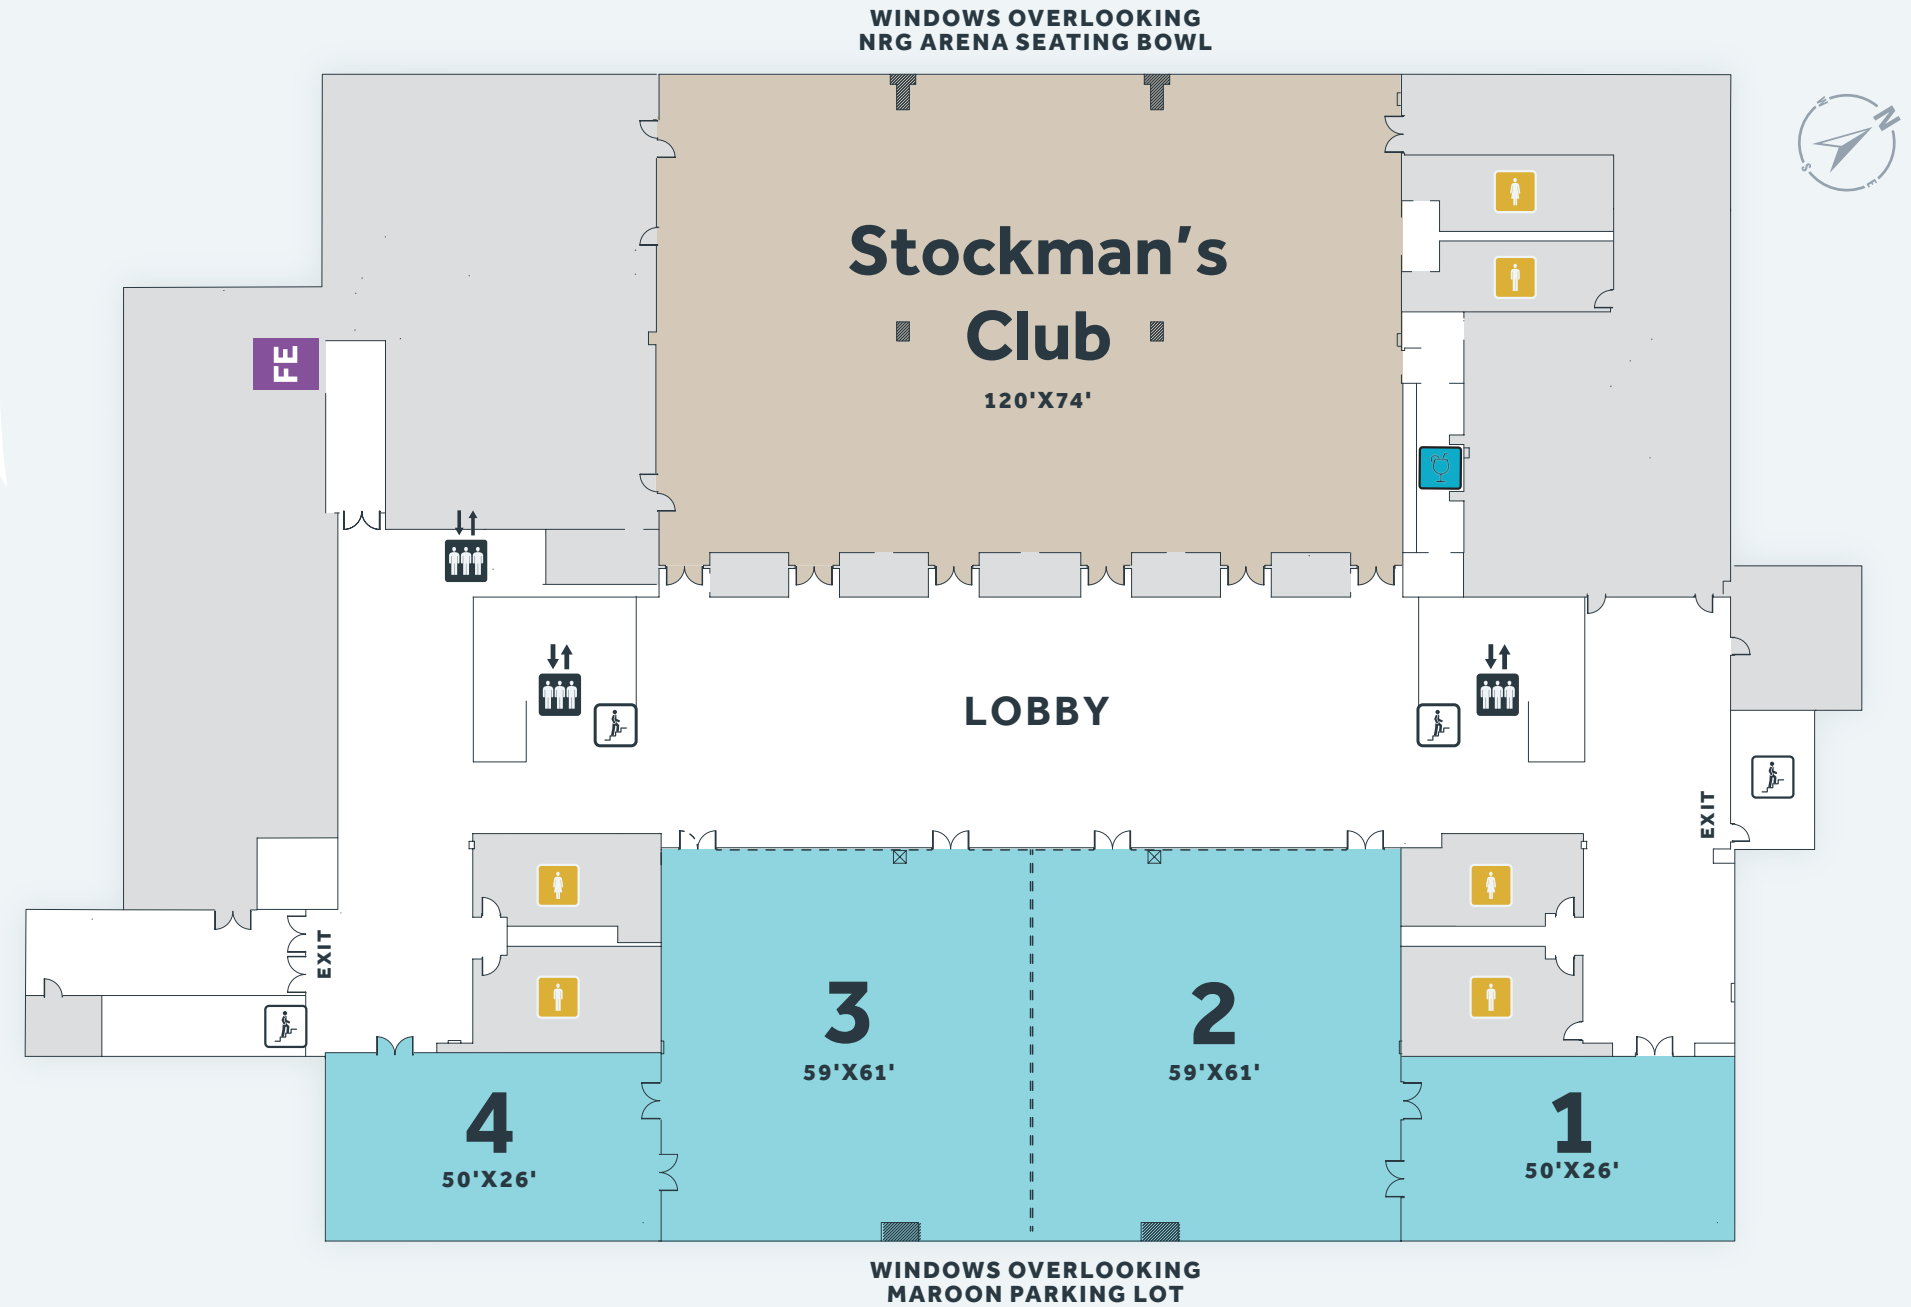 WINDOWS OVERLOOKING
NRG ARENA SEATING BOWL
N
W
S
E
Stockman's
Club
120'X74'
FE
LOBBY
EXIT
EXIT
3
59'X61'
2
59'X61'
4
50'X26'
1
50'X26'
WINDOWS OVERLOOKING
MAROON PARKING LOT